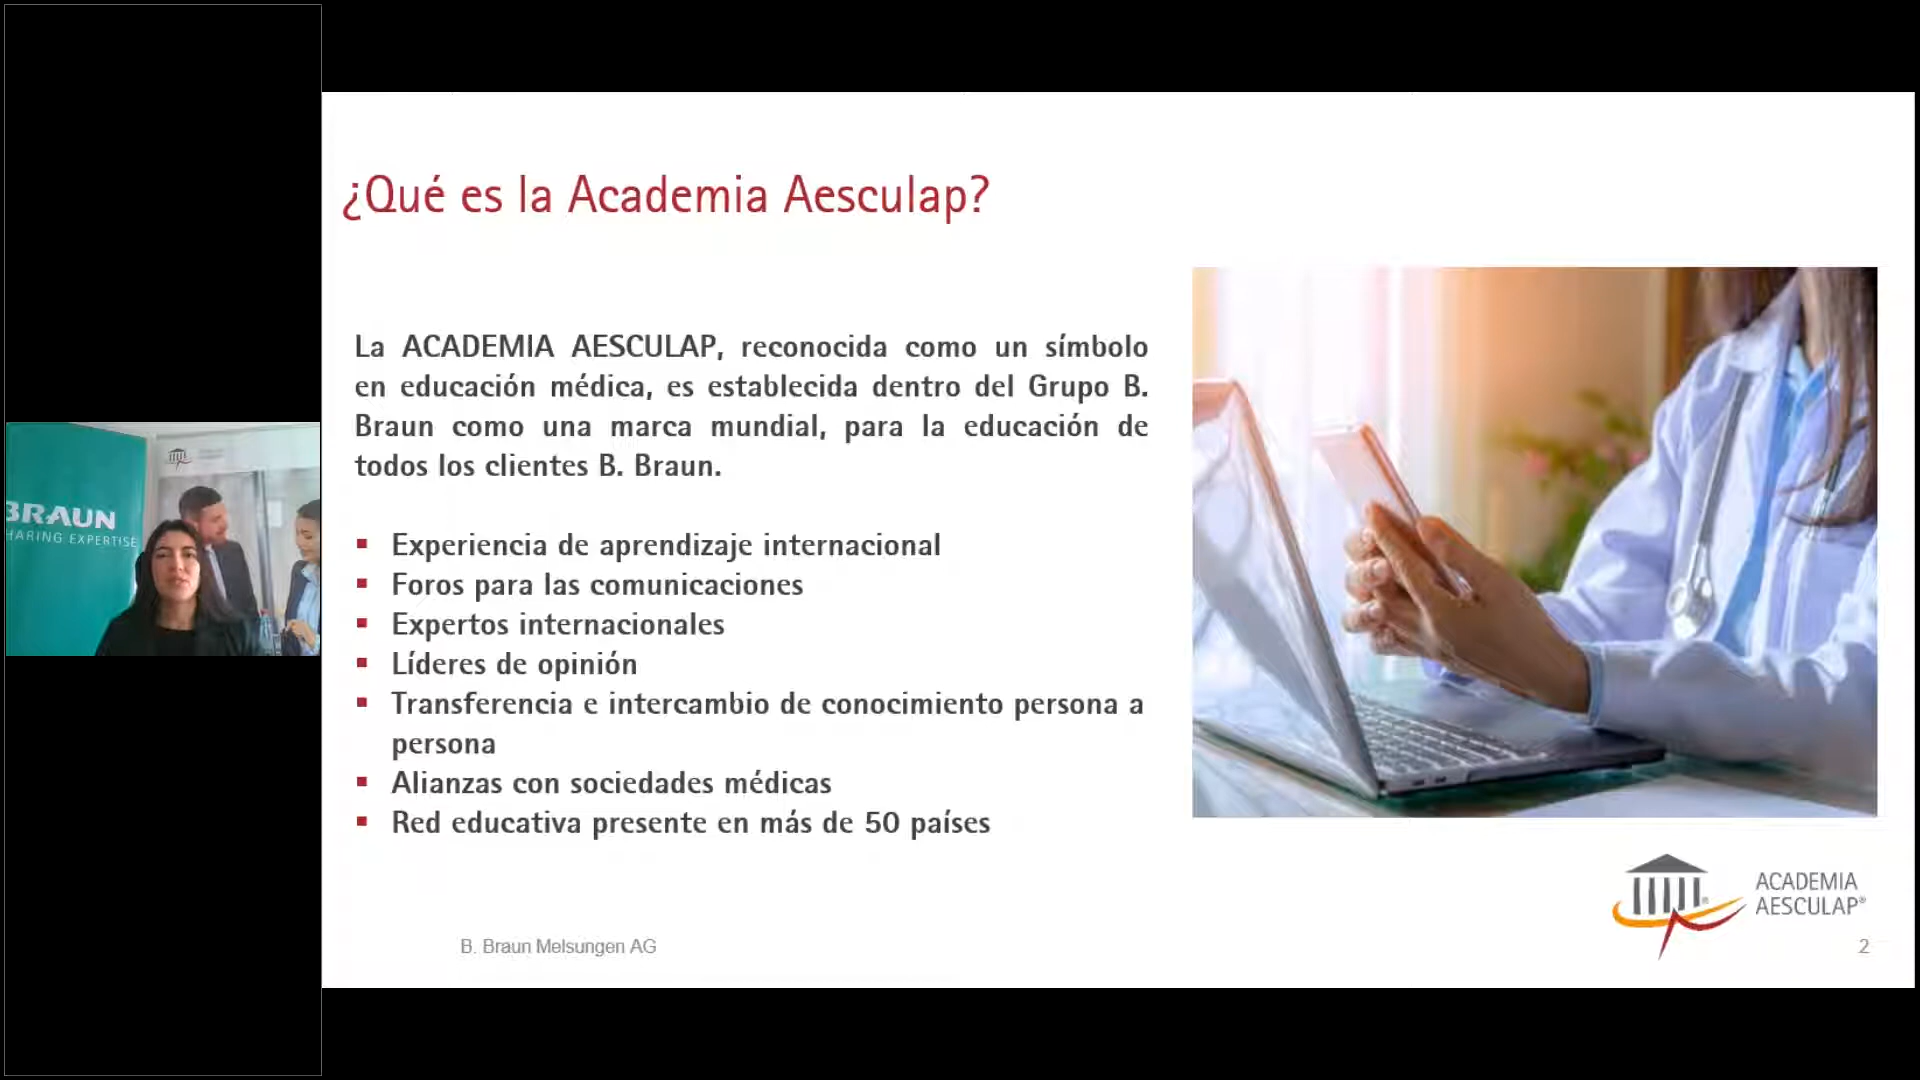 ¿Qué es la Academia Aesculap?
La ACADEMIA AESCULAP, reconocida como un símbolo
en educación médica, es establecida dentro del Grupo B.
Braun como una marca mundial, para la educación de
todos los clientes B. Braun.
▪ Experiencia de aprendizaje internacional
▪ Foros para las comunicaciones
▪ Expertos internacionales
▪ Líderes de opinión
▪ Transferencia e intercambio de conocimiento persona a
persona
▪ Alianzas con sociedades médicas
▪ Red educativa presente en más de 50 países
BRAUN
HARING EXPERTISE
ACADEMIA
AESCULAP®
B. Braun Melsungen AG
2